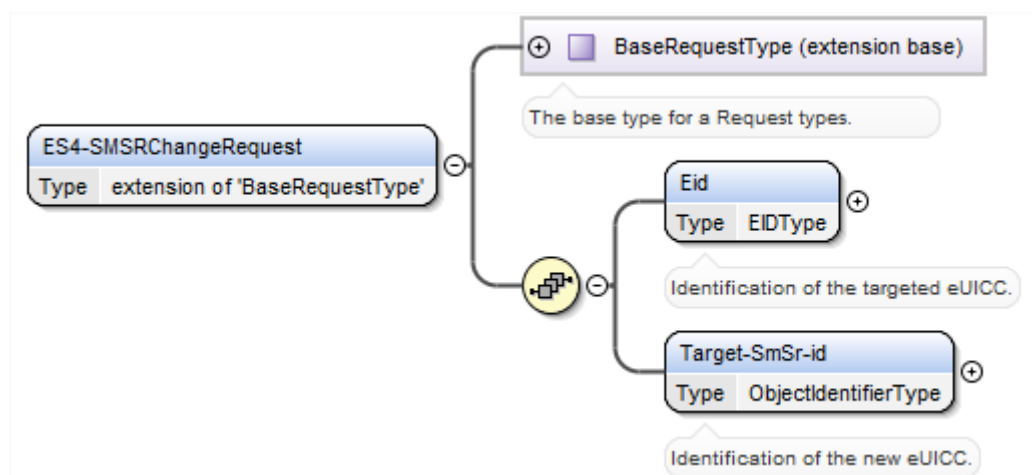 BaseRequestType (extension base)
The base type for a Request types.
ES4-SMSRChangeRequest
Type extension of 'BaseRequestType'
Eid
Type EIDType
Identification of the targeted eUICC.
Target-SmSr-id
Type ObjectIdentifierType
Identification of the new eUICC.